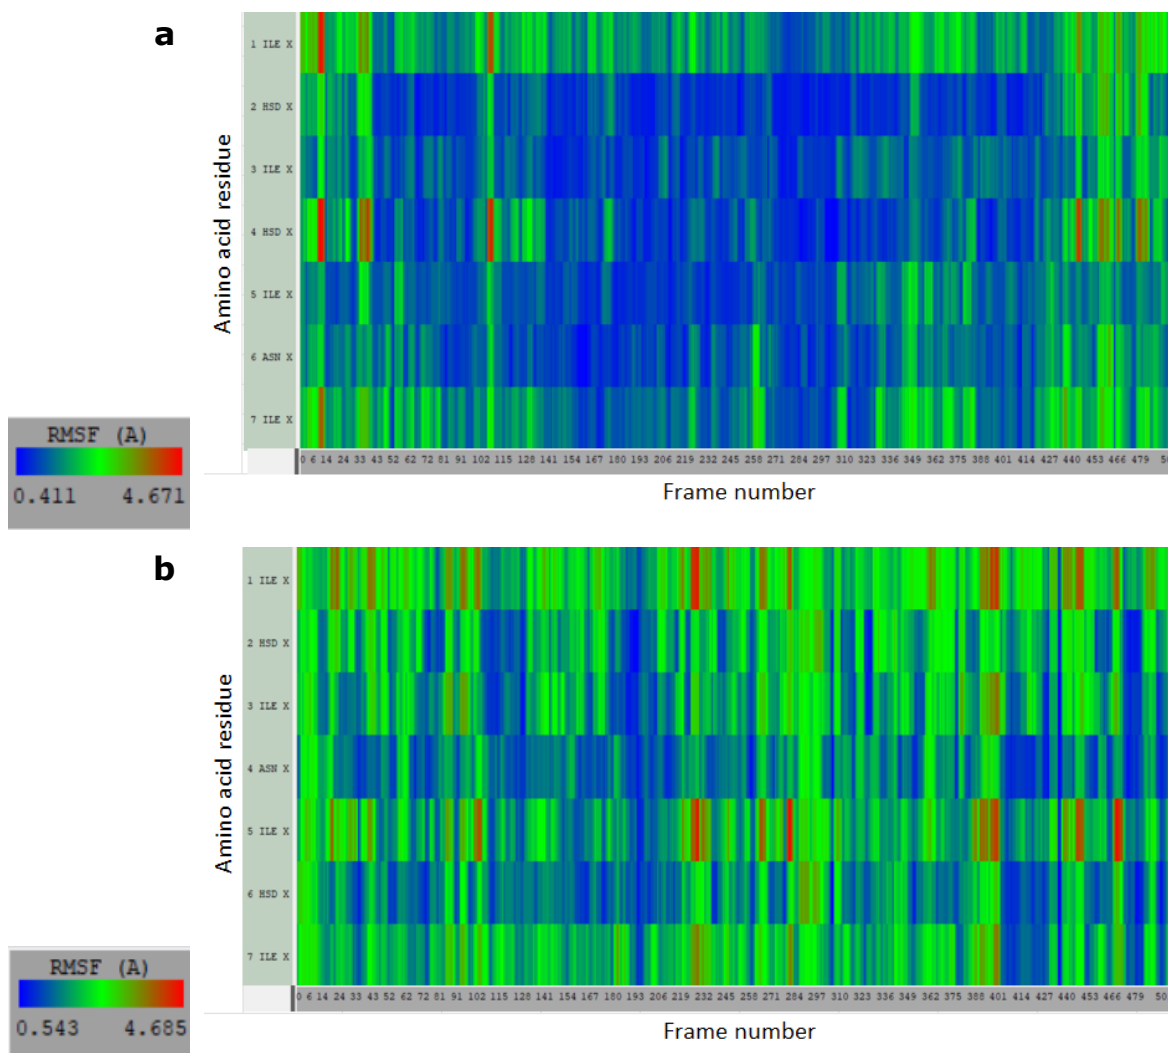 a
Amino acid residue
1 ILE X
2 HSD X
3 ILE X
4 HSD X
5 ILE X
6 ASN X
7 ILE X
RMSF (A)
0.411 4.671
0 6 14 24 33 43 52 62 72 81 91 102 115 128 141 154 167 180 193 206 219 232 245 258 271 284 297 310 323 336 349 362 375 388 401 414 427 440 453 466 479
Frame number
b
Amino acid residue
1 ILE X
2 HSD X
3 ILE X
4 ASN X
5 ILE X
6 HSD X
7 ILE X
RMSF (A)
0.543 4.685
0 6 14 24 33 43 52 62 72 81 91 102 115 128 141 154 167 180 193 206 219 232 245 258 271 284 297 310 323 336 349 362 375 388 401 414 427 440 453 466 479 50
Frame number